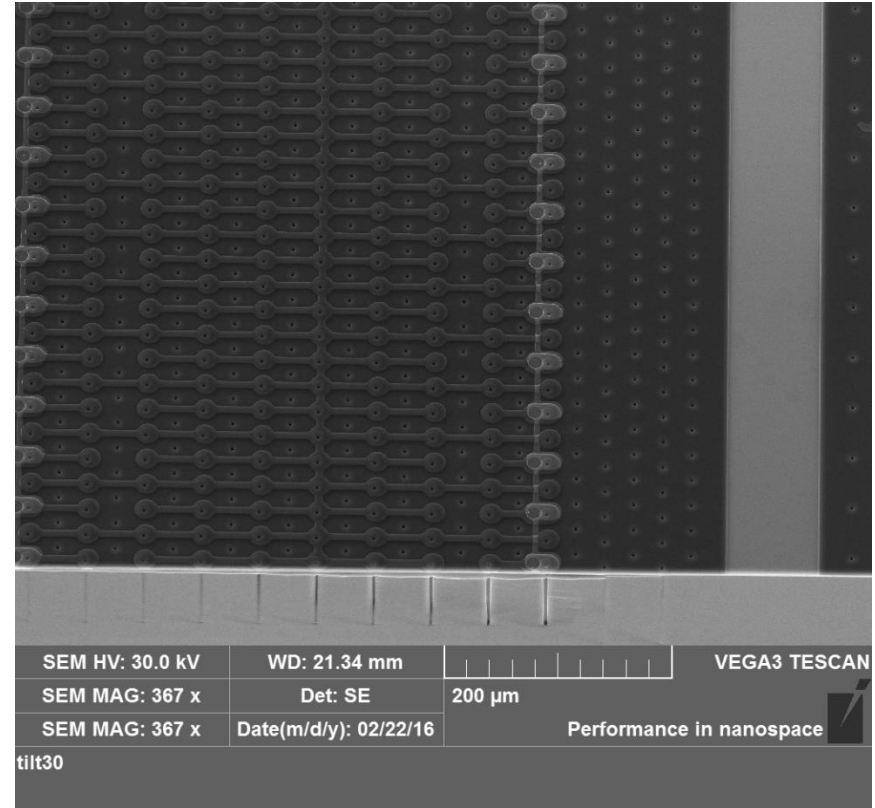 SEM HV: 30.0 kV WD: 21.34 mm VEGA3 TESCAN
SEM MAG: 367 x Det: SE 200 µm
SEM MAG: 367 x Date(m/d/y): 02/22/16 Performance in nanospace
tilt30